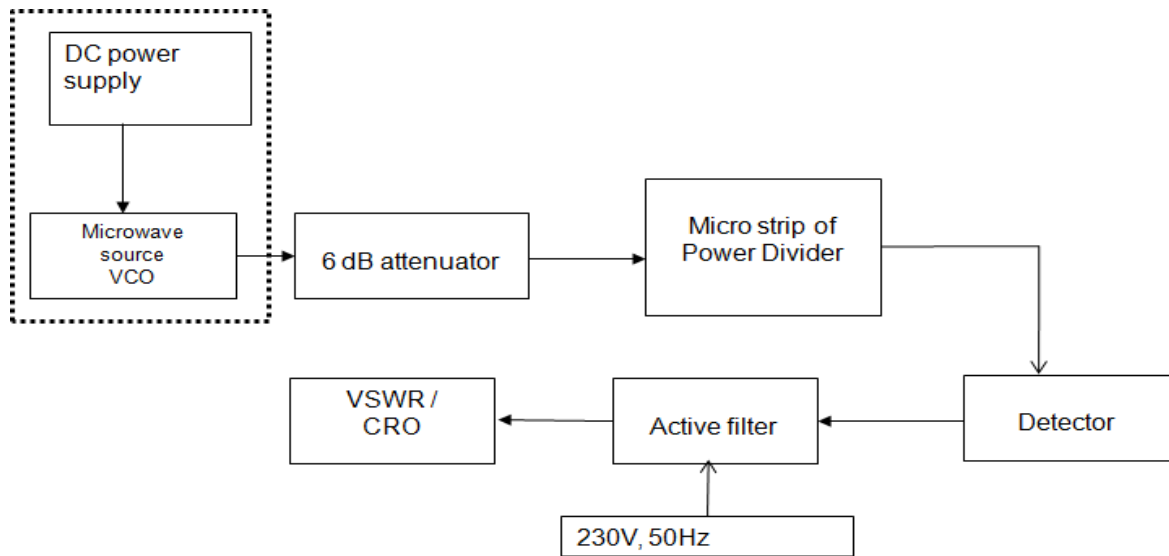 DC power
supply
Microwave
source
VCO
6 dB attenuator
Micro strip of
Power Divider
VSWR /
CRO
Active filter
Detector
230V, 50Hz